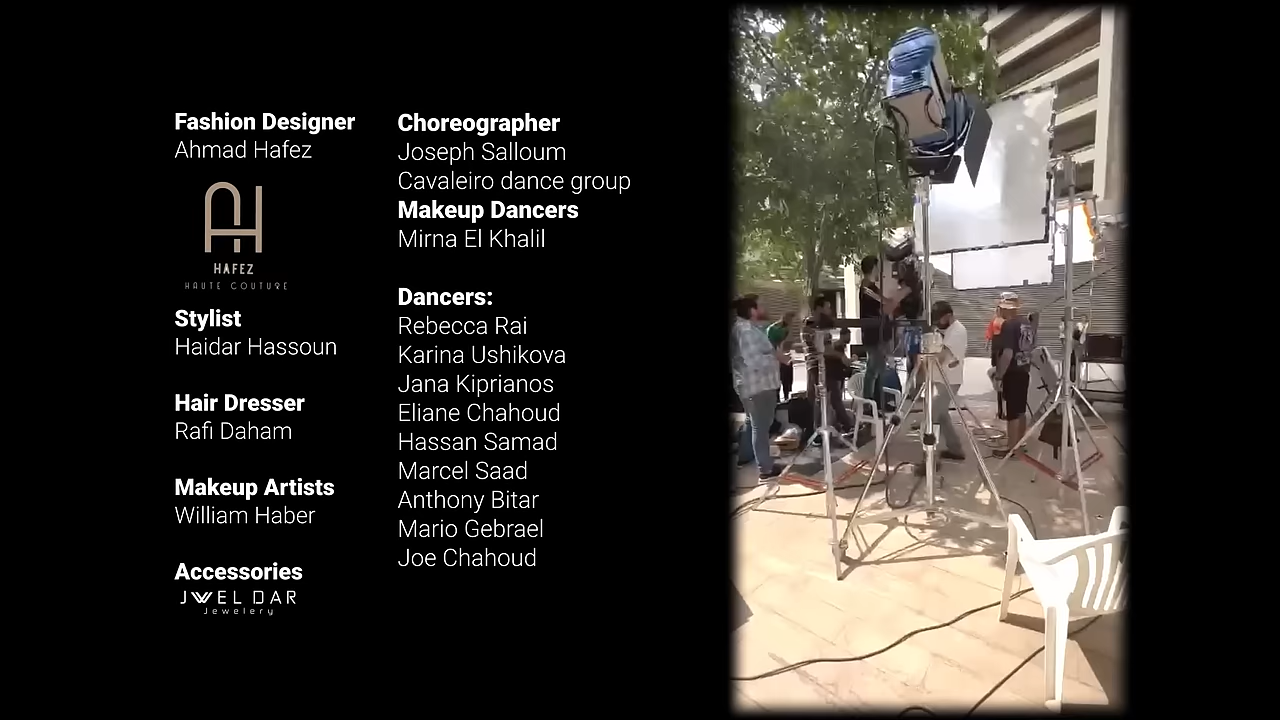 Fashion Designer
Ahmad Hafez
HAFEZ
HAUTE COUTURE
Stylist
Haidar Hassoun
Hair Dresser
Rafi Daham
Makeup Artists
William Haber
Accessories
JWEL DAR
Jewelery
Choreographer
Joseph Salloum
Cavaleiro dance group
Makeup Dancers
Mirna El Khalil
Dancers:
Rebecca Rai
Karina Ushikova
Jana Kiprianos
Eliane Chahoud
Hassan Samad
Marcel Saad
Anthony Bitar
Mario Gebrael
Joe Chahoud